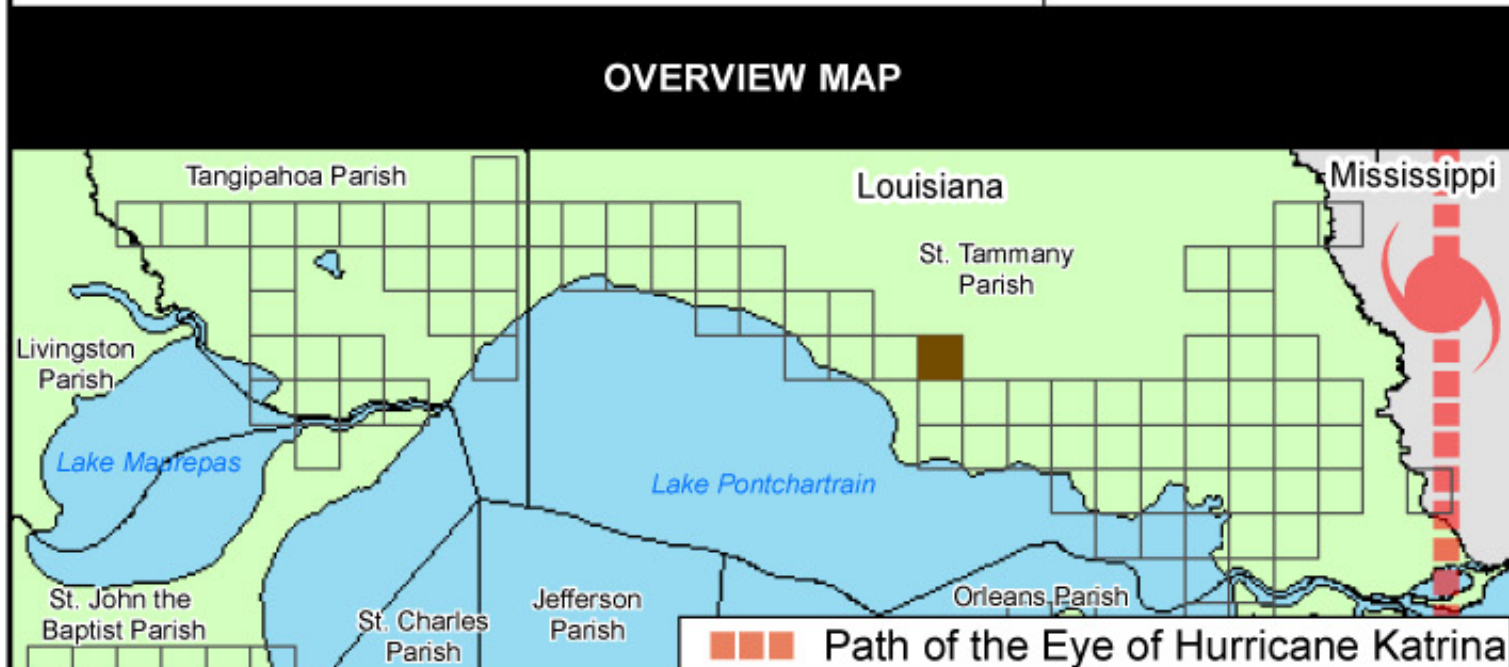 OVERVIEW MAP
Tangipahoa Parish
Louisiana
Mississippi
St. Tammany
Parish
Livingston
Parish
Lake Maurepas
Lake Pontchartrain
St. John the
Baptist Parish
St. Charles
Parish
Jefferson
Parish
Orleans Parish
Path of the Eye of Hurricane Katrina